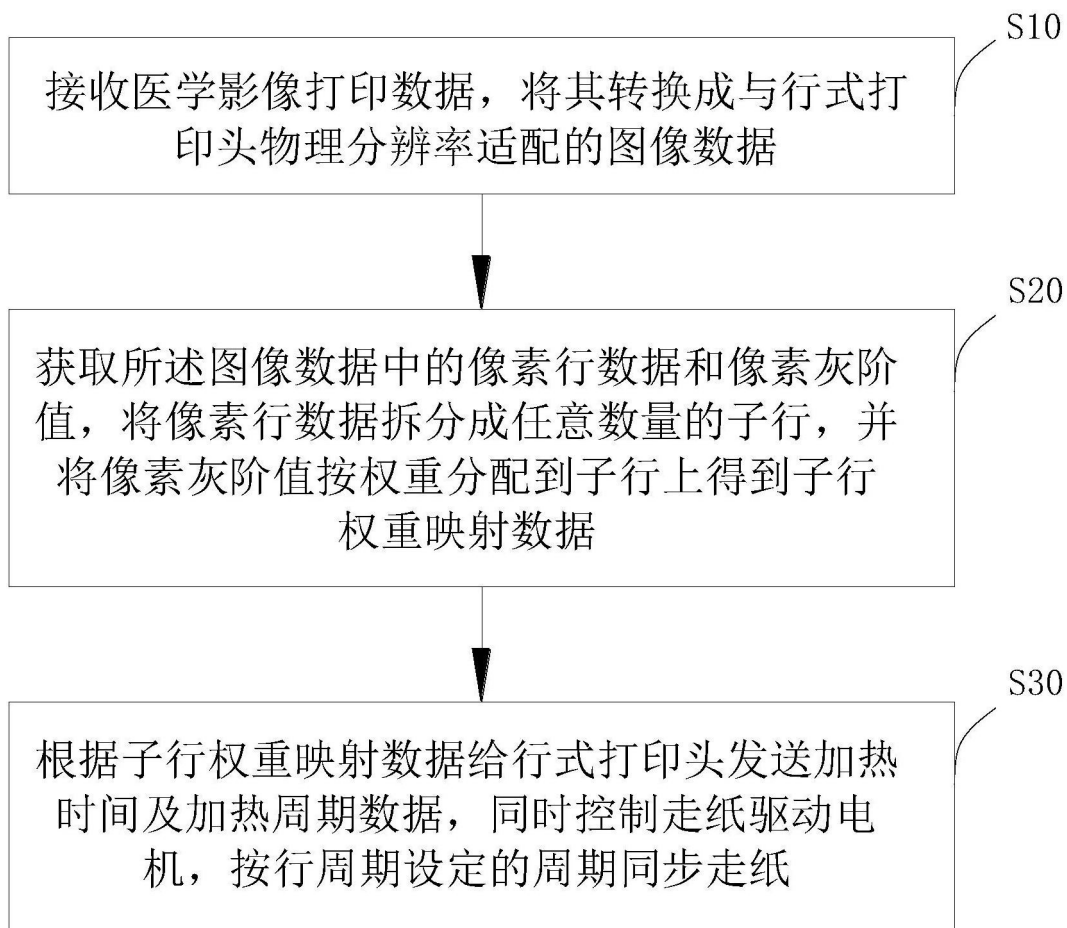 S10
接收医学影像打印数据，将其转换成与行式打
印头物理分辨率适配的图像数据
S20
获取所述图像数据中的像素行数据和像素灰阶
值，将像素行数据拆分成任意数量的子行，并
将像素灰阶值按权重分配到子行上得到子行
权重映射数据
S30
根据子行权重映射数据给行式打印头发送加热
时间及加热周期数据，同时控制走纸驱动电
机，按行周期设定的周期同步走纸